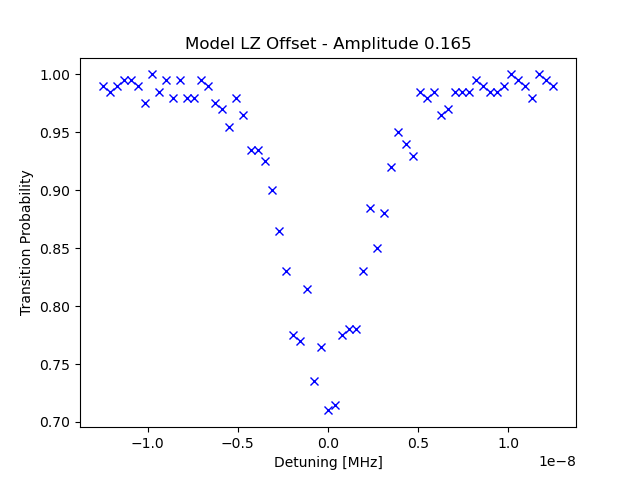 Model LZ Offset - Amplitude 0.165
Transition Probability
1.00
0.95
0.90
0.85
0.80
0.75
0.70
−1.0 −0.5 0.0 0.5 1.0
1e−8
Detuning [MHz]